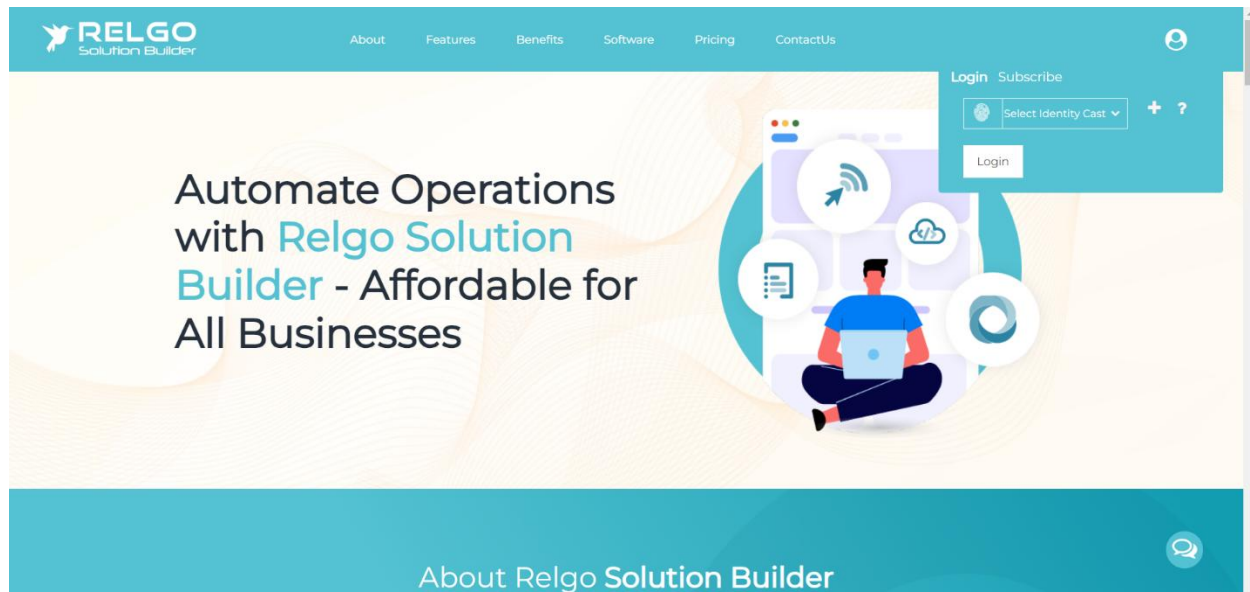 RELGO
Solution Builder
About Features Benefits Software Pricing ContactUs
Login Subscribe
Select Identity Cast
+ ?
Login
Automate Operations
with Relgo Solution
Builder - Affordable for
All Businesses
About Relgo Solution Builder